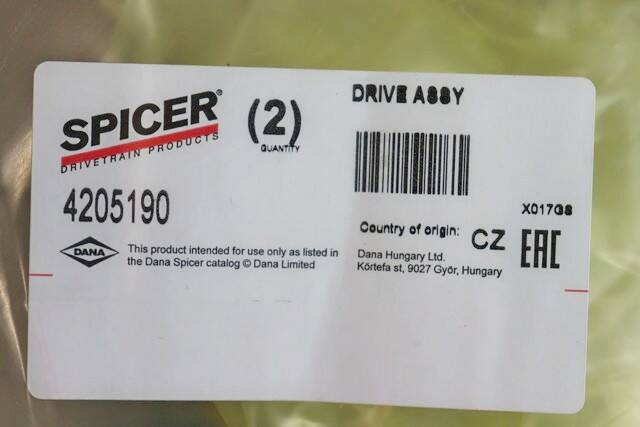 SPICER®
DRIVETRAIN PRODUCTS
(2)
QUANTITY
DRIVE ASSY
4205190
X017G8
DANA
This product intended for use only as listed in
the Dana Spicer catalog © Dana Limited
Country of origin: CZ
Dana Hungary Ltd.
Körtefa st, 9027 Győr, Hungary
EAC